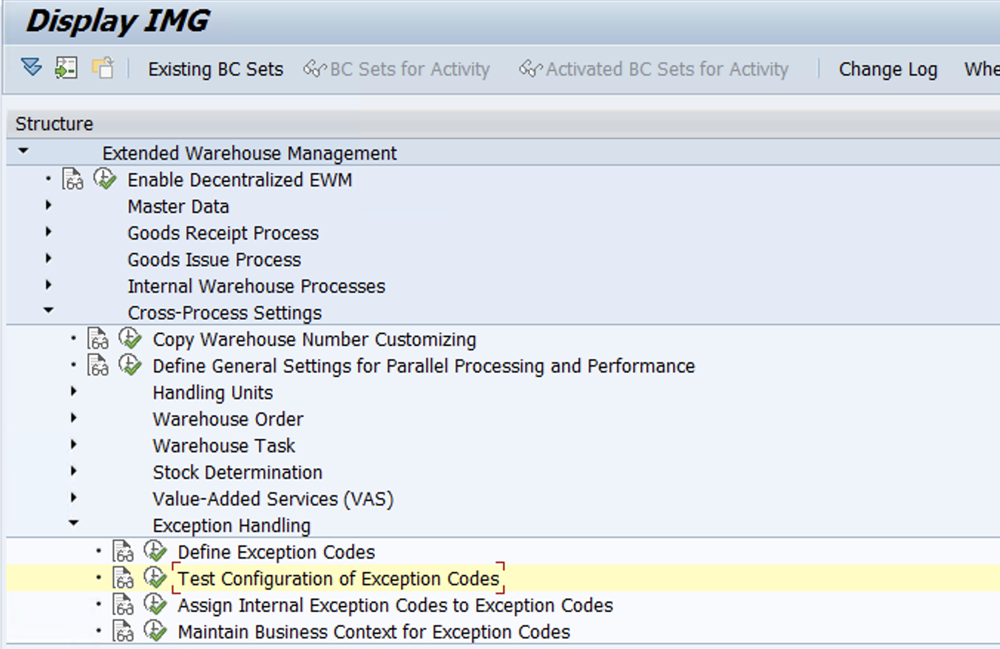 Display IMG
Existing BC Sets BC Sets for Activity Activated BC Sets for Activity Change Log
Structure
Extended Warehouse Management
Enable Decentralized EWM
Master Data
Goods Receipt Process
Goods Issue Process
Internal Warehouse Processes
Cross-Process Settings
Copy Warehouse Number Customizing
Define General Settings for Parallel Processing and Performance
Handling Units
Warehouse Order
Warehouse Task
Stock Determination
Value-Added Services (VAS)
Exception Handling
Define Exception Codes
Test Configuration of Exception Codes
Assign Internal Exception Codes to Exception Codes
Maintain Business Context for Exception Codes